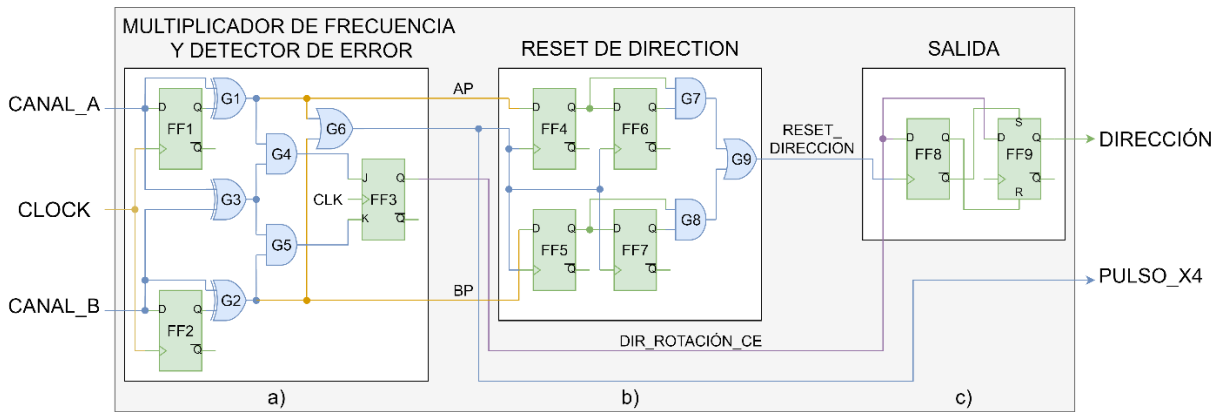 MULTIPLICADOR DE FRECUENCIA
Y DETECTOR DE ERROR
RESET DE DIRECTION
SALIDA
CANAL_A
CLOCK
CANAL_B
D Q
FF1
Q
G1
G3
G2
D Q
FF2
Q
G4
G5
G6
J Q
CLK
FF3
K Q
AP
BP
D Q
FF4
Q
D Q
FF6
Q
G7
D Q
FF5
Q
D Q
FF7
Q
G8
G9
RESET_
DIRECCIÓN
D Q
FF8
Q
S
D Q
FF9
Q
R
DIRECCIÓN
PULSO_X4
DIR_ROTACIÓN_CE
a)
b)
c)